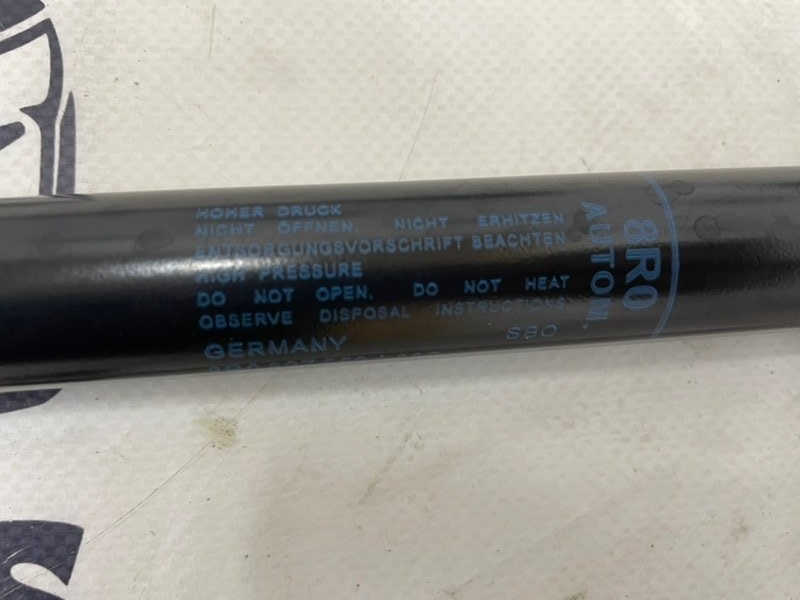 HOHER DRUCK
NICHT ÖFFNEN, NICHT ERHITZEN
ENTSORGUNGSVORSCHRIFT BEACHTEN
HIGH PRESSURE
DO NOT OPEN, DO NOT HEAT
OBSERVE DISPOSAL INSTRUCTIONS
GERMANY SBO
8R0
AUTOM.